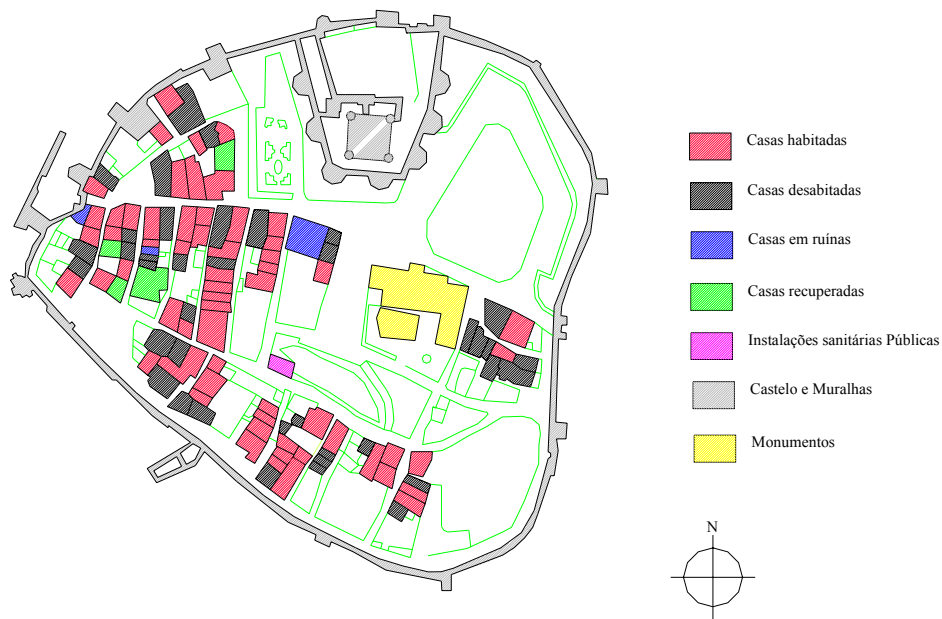 Casas habitadas
Casas desabitadas
Casas em ruínas
Casas recuperadas
Instalações sanitárias Públicas
Castelo e Muralhas
Monumentos
N